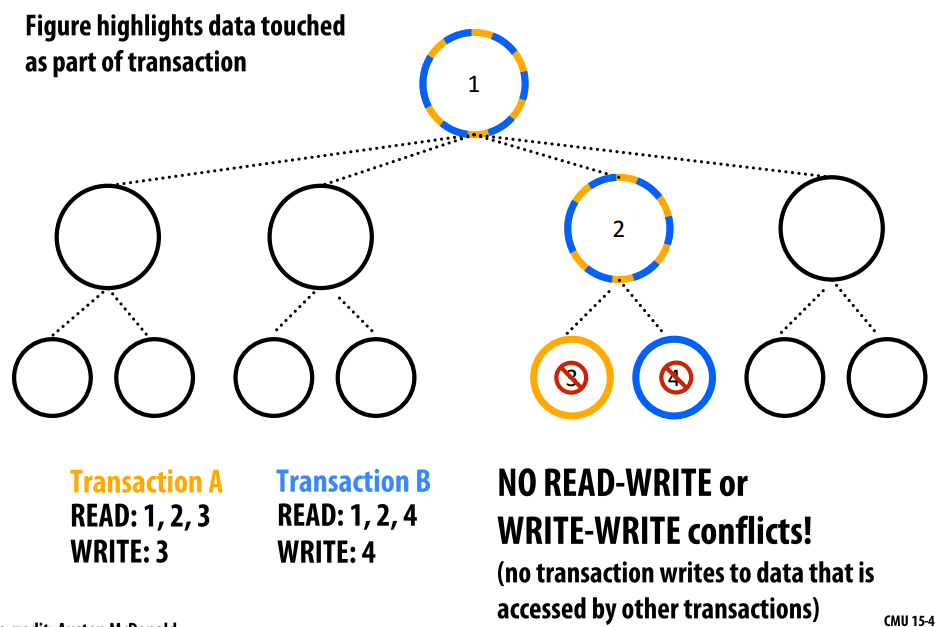 Figure highlights data touched
as part of transaction
1
2
3
4
Transaction A
READ: 1, 2, 3
WRITE: 3
Transaction B
READ: 1, 2, 4
WRITE: 4
NO READ-WRITE or
WRITE-WRITE conflicts!
(no transaction writes to data that is
accessed by other transactions)
credit: Austen McDonald
CMU 15-4